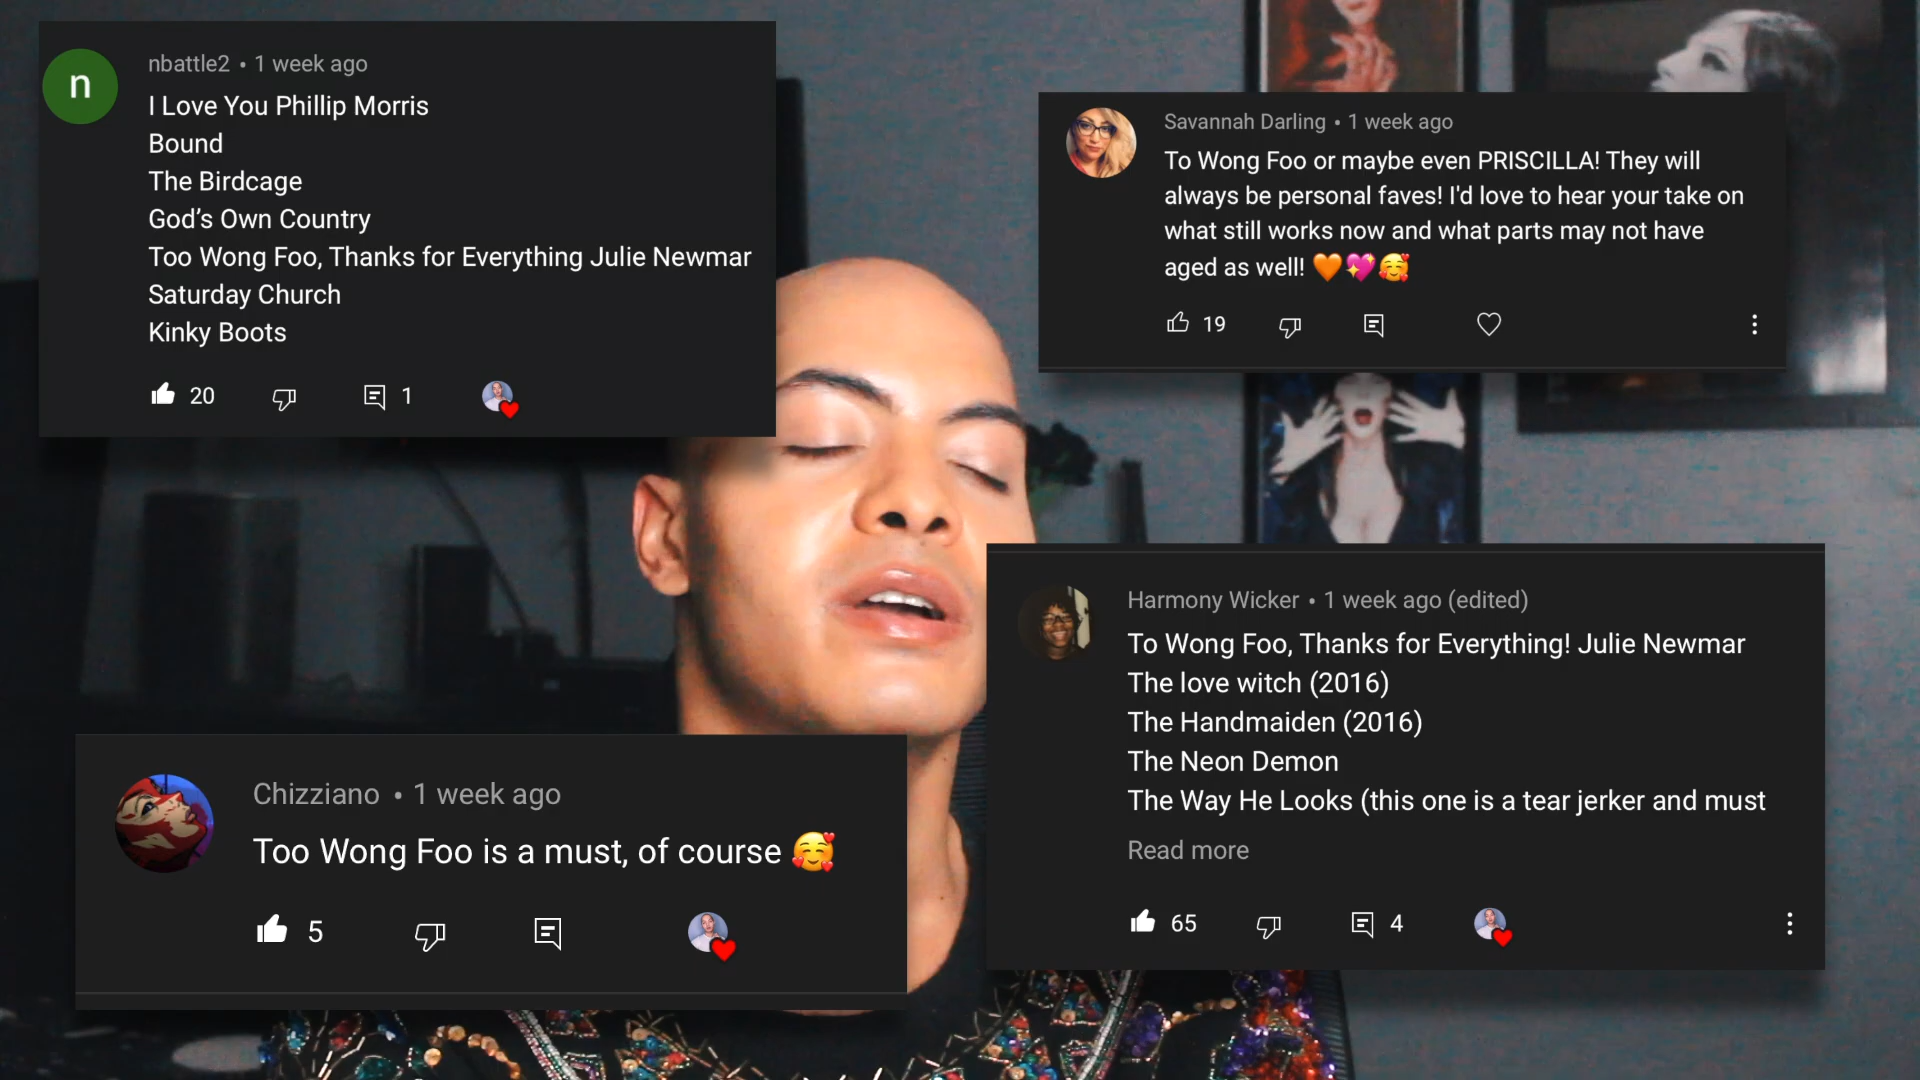 n
nbattle2 • 1 week ago
I Love You Phillip Morris
Bound
The Birdcage
God’s Own Country
Too Wong Foo, Thanks for Everything Julie Newmar
Saturday Church
Kinky Boots
20
1
Savannah Darling • 1 week ago
To Wong Foo or maybe even PRISCILLA! They will
always be personal faves! I'd love to hear your take on
what still works now and what parts may not have
aged as well! 🧡💖🥰
19
Harmony Wicker • 1 week ago (edited)
To Wong Foo, Thanks for Everything! Julie Newmar
The love witch (2016)
The Handmaiden (2016)
The Neon Demon
The Way He Looks (this one is a tear jerker and must
Read more
65
4
Chizziano • 1 week ago
Too Wong Foo is a must, of course 🥰
5